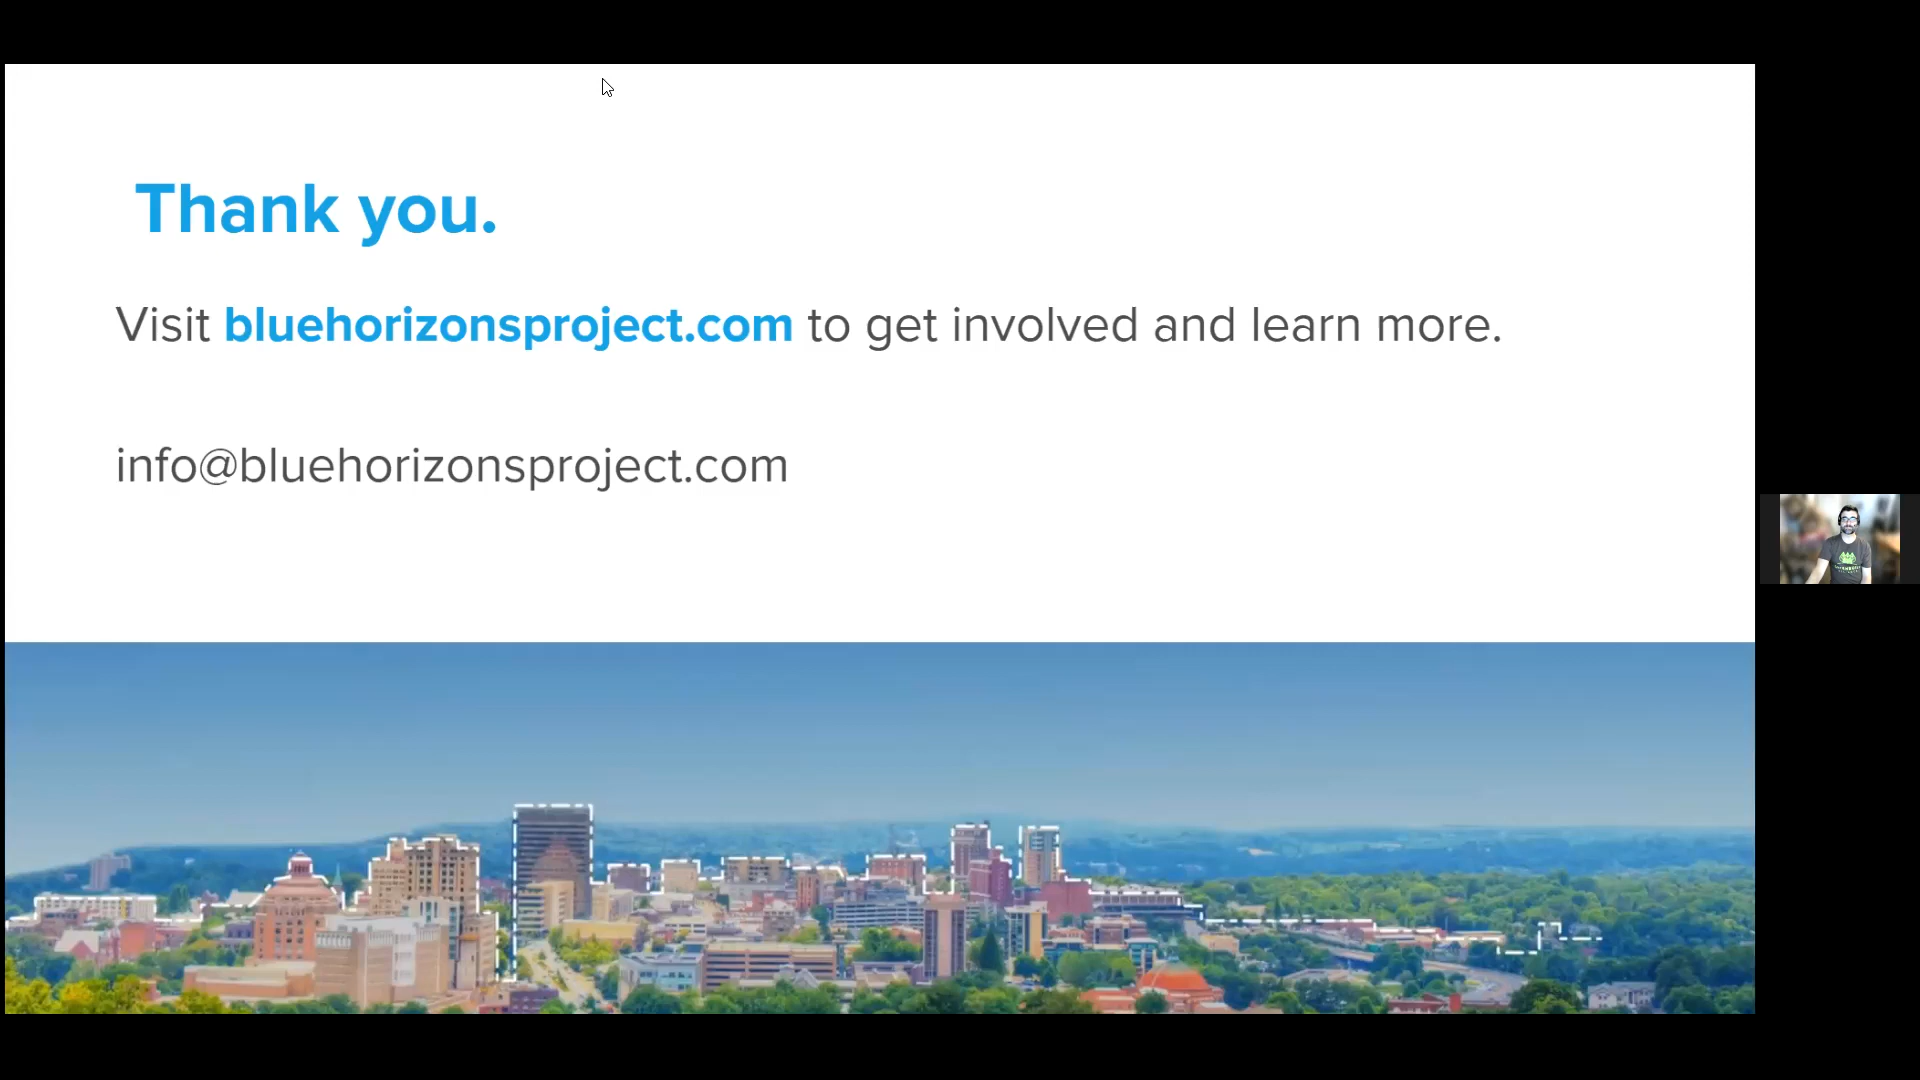 Thank you.
Visit bluehorizonsproject.com to get involved and learn more.
info@bluehorizonsproject.com